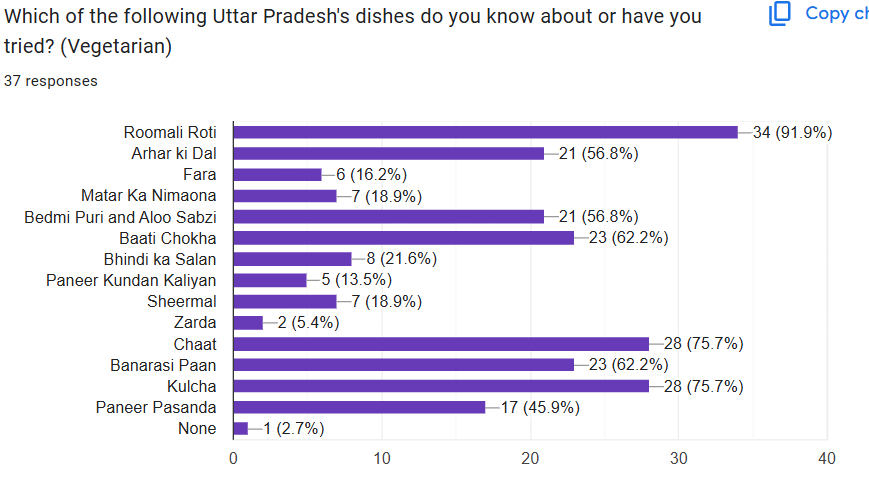 Which of the following Uttar Pradesh's dishes do you know about or have you
tried? (Vegetarian)
Copy
37 responses
Roomali Roti 34 (91.9%)
Arhar ki Dal 21 (56.8%)
Fara 6 (16.2%)
Matar Ka Nimaona 7 (18.9%)
Bedmi Puri and Aloo Sabzi 21 (56.8%)
Baati Chokha 23 (62.2%)
Bhindi ka Salan 8 (21.6%)
Paneer Kundan Kaliyan 5 (13.5%)
Sheermal 7 (18.9%)
Zarda 2 (5.4%)
Chaat 28 (75.7%)
Banarasi Paan 23 (62.2%)
Kulcha 28 (75.7%)
Paneer Pasanda 17 (45.9%)
None 1 (2.7%)
0 10 20 30 40